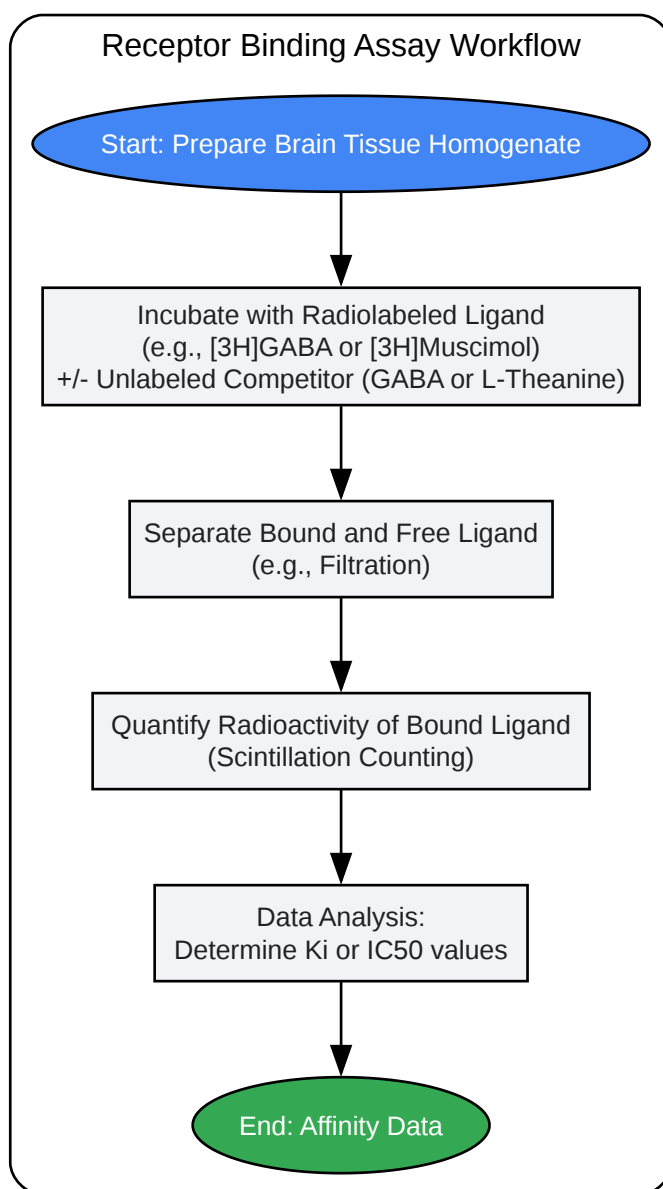 Receptor Binding Assay Workflow
Start: Prepare Brain Tissue Homogenate
Incubate with Radiolabeled Ligand
(e.g., [3H]GABA or [3H]Muscimol)
+/- Unlabeled Competitor (GABA or L-Theanine)
Separate Bound and Free Ligand
(e.g., Filtration)
Quantify Radioactivity of Bound Ligand
(Scintillation Counting)
Data Analysis:
Determine Ki or IC50 values
End: Affinity Data